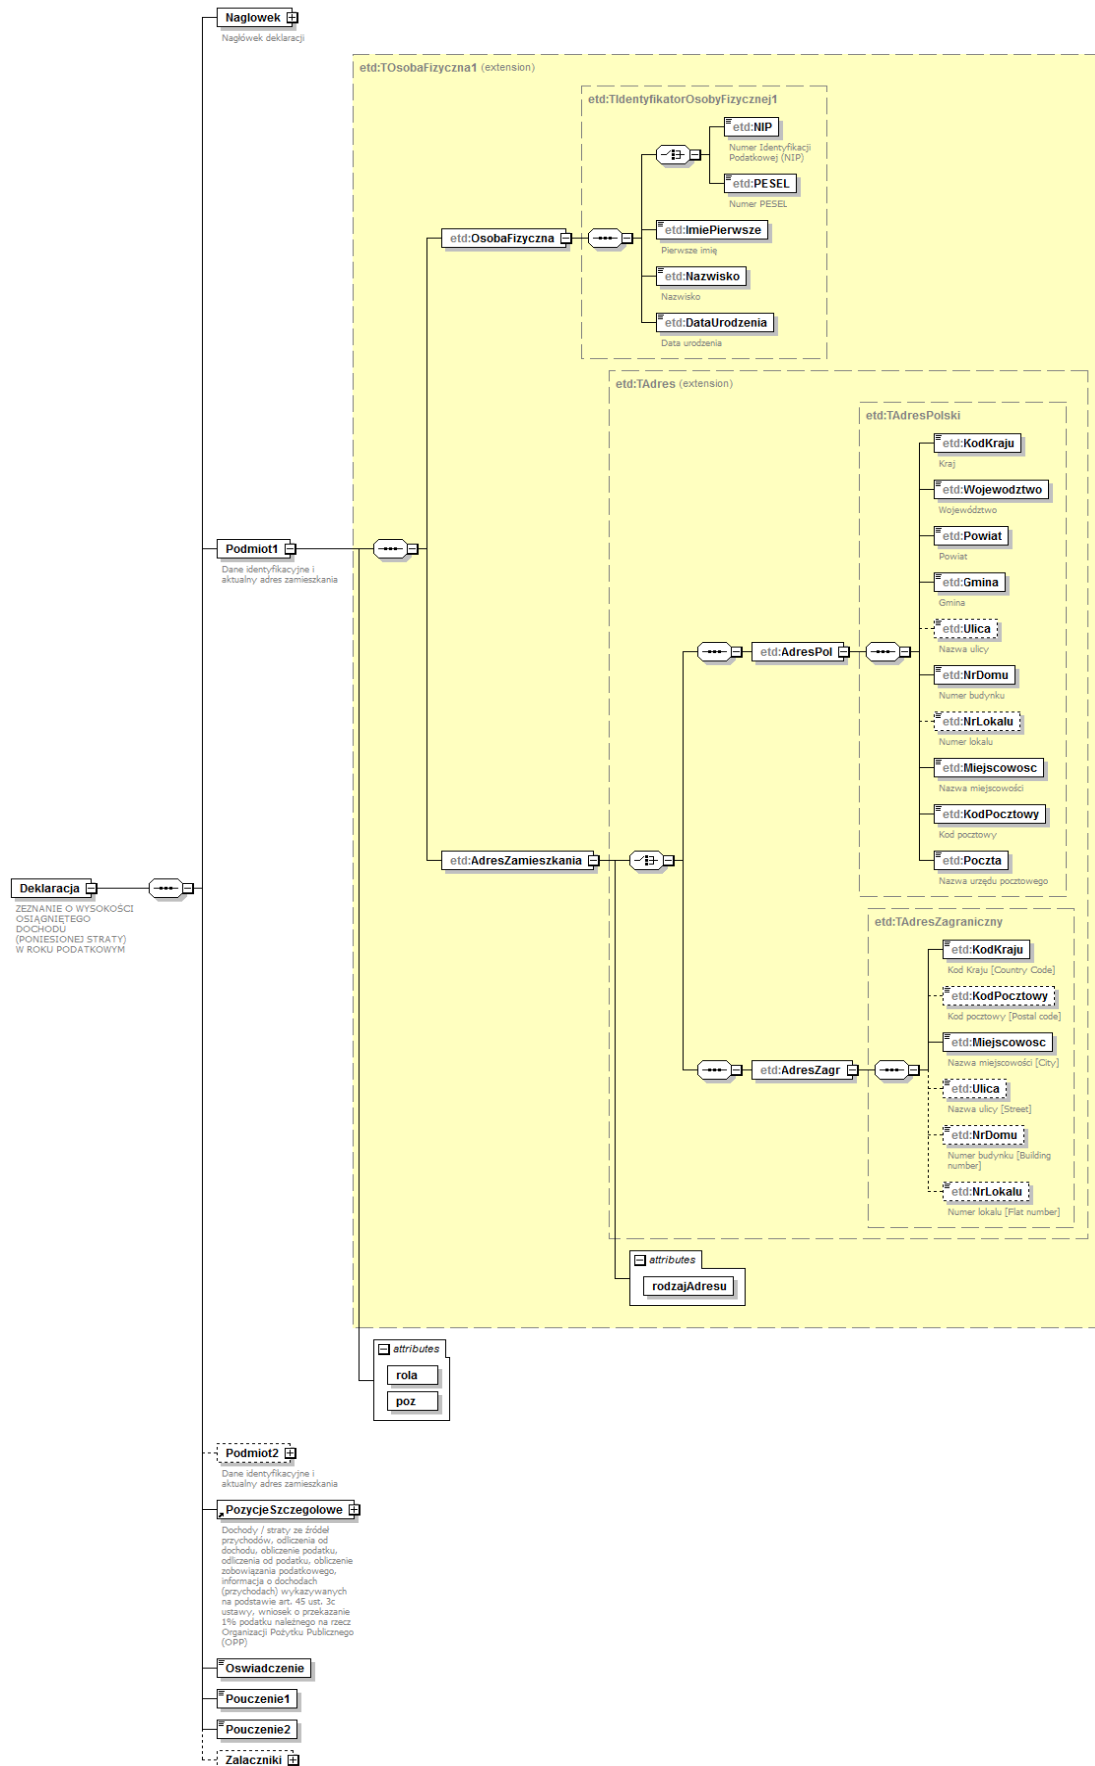 Naglowek
Nagłówek deklaracji
etd:TOsobaFizyczna1 (extension)
etd:TIdentyfikatorOsobyFizycznej1
etd:NIP
Numer Identyfikacji
Podatkowej (NIP)
etd:PESEL
Numer PESEL
etd:OsobaFizyczna
etd:ImiePierwsze
Pierwsze imię
etd:Nazwisko
Nazwisko
etd:DataUrodzenia
Data urodzenia
etd:TAdres (extension)
etd:TAdresPolski
etd:KodKraju
Kraj
etd:Wojewodztwo
Województwo
etd:Powiat
Powiat
Podmiot1
Dane identyfikacyjne i
aktualny adres zamieszkania
etd:Gmina
Gmina
etd:Ulica
Nazwa ulicy
etd:AdresPol
etd:NrDomu
Numer budynku
etd:NrLokalu
Numer lokalu
etd:Miejscowosc
Nazwa miejscowości
etd:KodPocztowy
Kod pocztowy
etd:AdresZamieszkania
etd:Poczta
Nazwa urzędu pocztowego
Deklaracja
ZEZNANIE O WYSOKOŚCI
OSIĄGNIĘTEGO
DOCHODU
(PONIESIONEJ STRATY)
W ROKU PODATKOWYM
etd:TAdresZagraniczny
etd:KodKraju
Kod Kraju [Country Code]
etd:KodPocztowy
Kod pocztowy [Postal code]
etd:Miejscowosc
Nazwa miejscowości [City]
etd:AdresZagr
etd:Ulica
Nazwa ulicy [Street]
etd:NrDomu
Numer budynku [Building
number]
etd:NrLokalu
Numer lokalu [Flat number]
attributes
rodzajAdresu
attributes
rola
poz
Podmiot2
Dane identyfikacyjne i
aktualny adres zamieszkania
PozycjeSzczegolowe
Dochody / straty ze źródeł
przychodów, odliczenia od
dochodu, obliczenie podatku,
odliczenia od podatku, obliczenie
zobowiązania podatkowego,
informacja o dochodach
(przychodach) wykazywanych
na podstawie art. 45 ust. 3c
ustawy, wniosek o przekazanie
1% podatku należnego na rzecz
Organizacji Pożytku Publicznego
(OPP)
Oswiadczenie
Pouczenie1
Pouczenie2
Zalaczniki